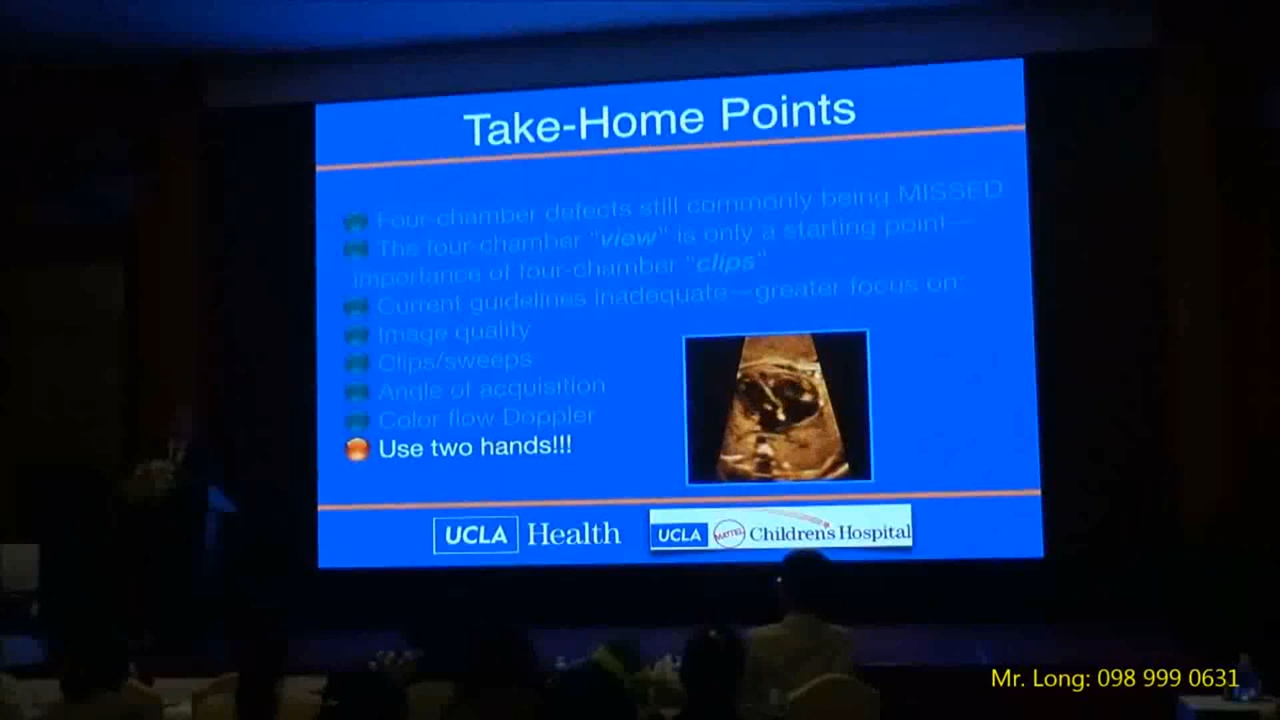 Take-Home Points
Four-chamber defects still commonly being MISSED
The four-chamber "view" is only a starting point—
importance of four-chamber "clips"
Current guidelines inadequate—greater focus on:
Image quality
Clips/sweeps
Angle of acquisition
Color flow Doppler
Use two hands!!!
UCLA Health
UCLA MATTEL Children's Hospital
Mr. Long: 098 999 0631